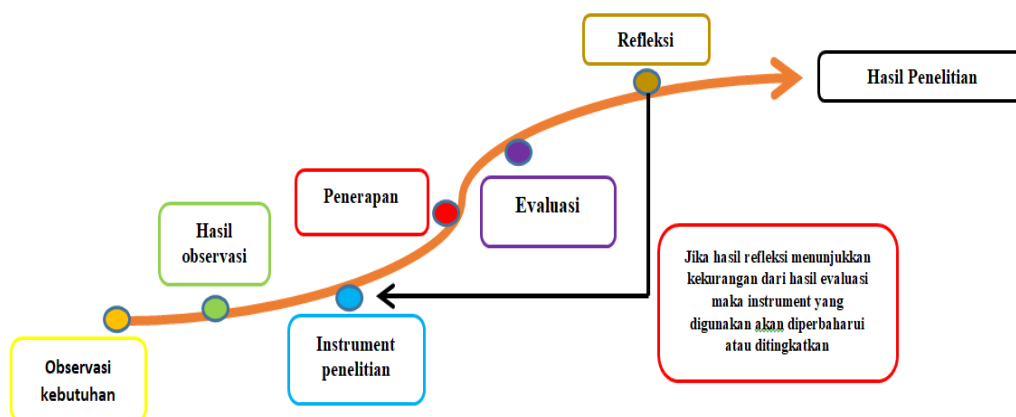 Observasi
kebutuhan
Hasil
observasi
Instrument
penelitian
Penerapan
Evaluasi
Refleksi
Hasil Penelitian
Jika hasil refleksi menunjukkan
kekurangan dari hasil evaluasi
maka instrument yang
digunakan akan diperbaharui
atau ditingkatkan